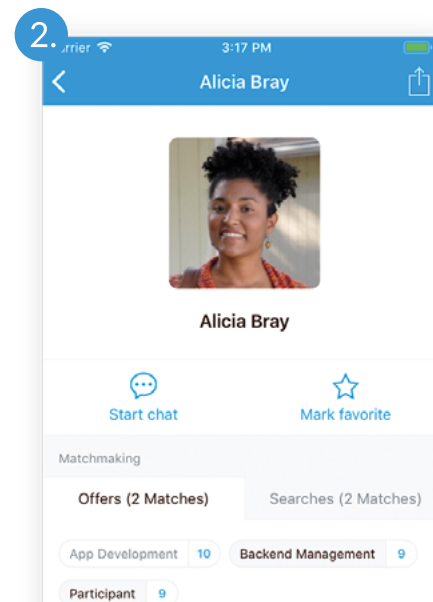 2.
rrier 3:17 PM
Alicia Bray
Alicia Bray
Start chat Mark favorite
Matchmaking
Offers (2 Matches) Searches (2 Matches)
App Development 10 Backend Management 9
Participant 9